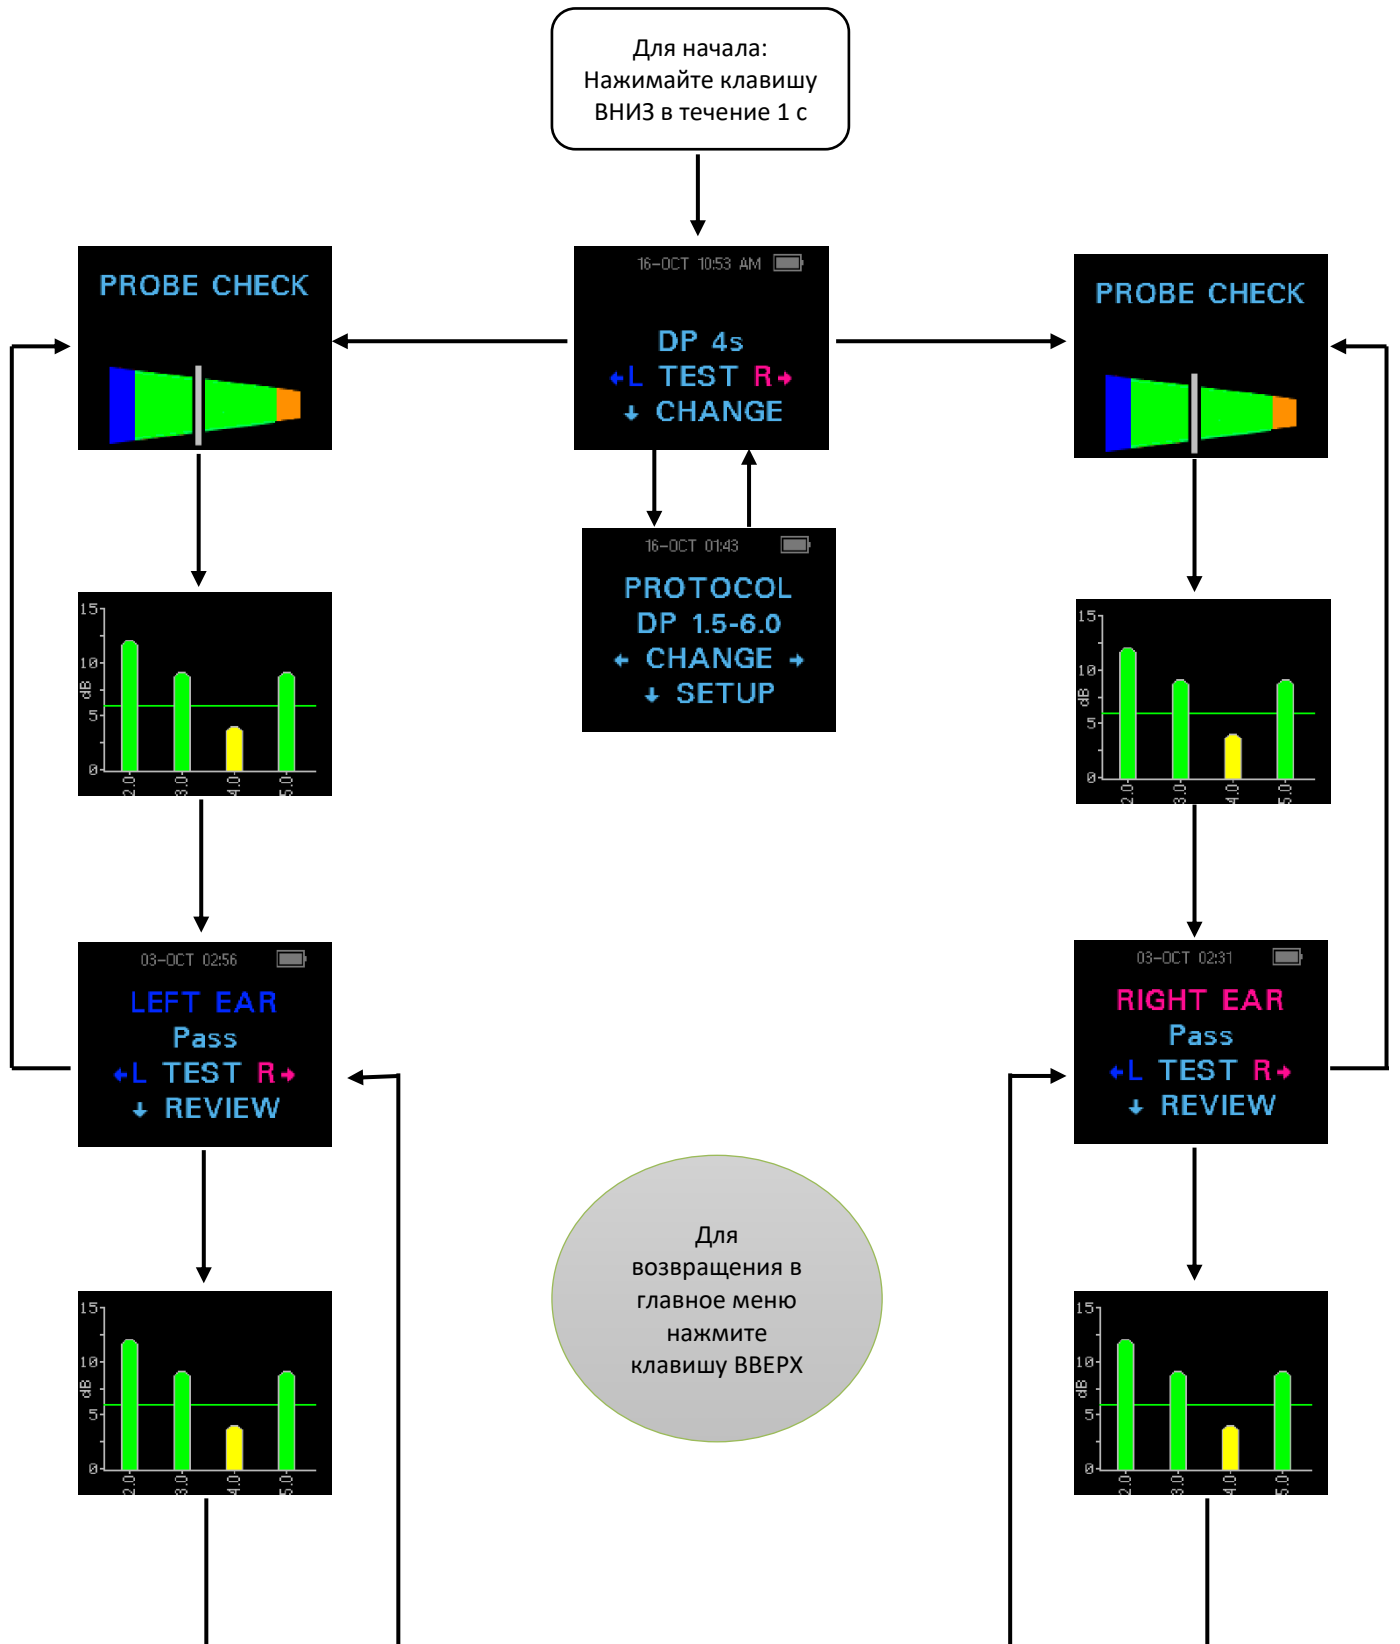 Для начала:
Нажимайте клавишу
ВНИЗ в течение 1 с
PROBE CHECK
16-OCT 10:53 AM
DP 4s
←L TEST R→
↓ CHANGE
PROBE CHECK
16-OCT 01:43
PROTOCOL
DP 1.5-6.0
← CHANGE →
↓ SETUP
15
10
dB
5
0
2.0
3.0
4.0
5.0
15
10
dB
5
0
2.0
3.0
4.0
5.0
03-OCT 02:56
LEFT EAR
Pass
←L TEST R→
↓ REVIEW
03-OCT 02:31
RIGHT EAR
Pass
←L TEST R→
↓ REVIEW
Для
возвращения в
главное меню
нажмите
клавишу ВВЕРХ
15
10
dB
5
0
2.0
3.0
4.0
5.0
15
10
dB
5
0
2.0
3.0
4.0
5.0